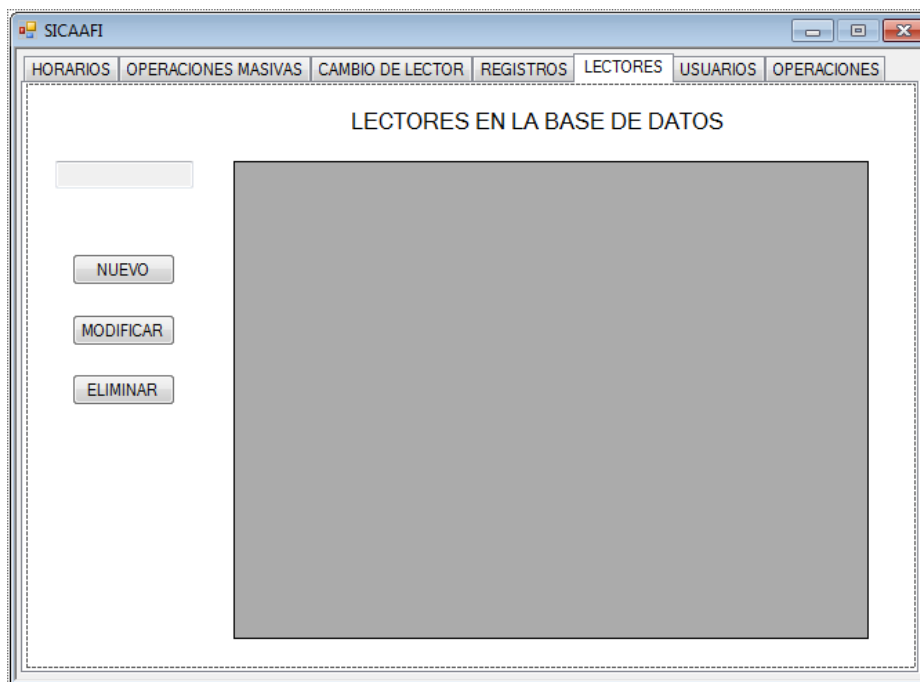 SICAAFI
HORARIOS OPERACIONES MASIVAS CAMBIO DE LECTOR REGISTROS LECTORES USUARIOS OPERACIONES
LECTORES EN LA BASE DE DATOS
NUEVO
MODIFICAR
ELIMINAR